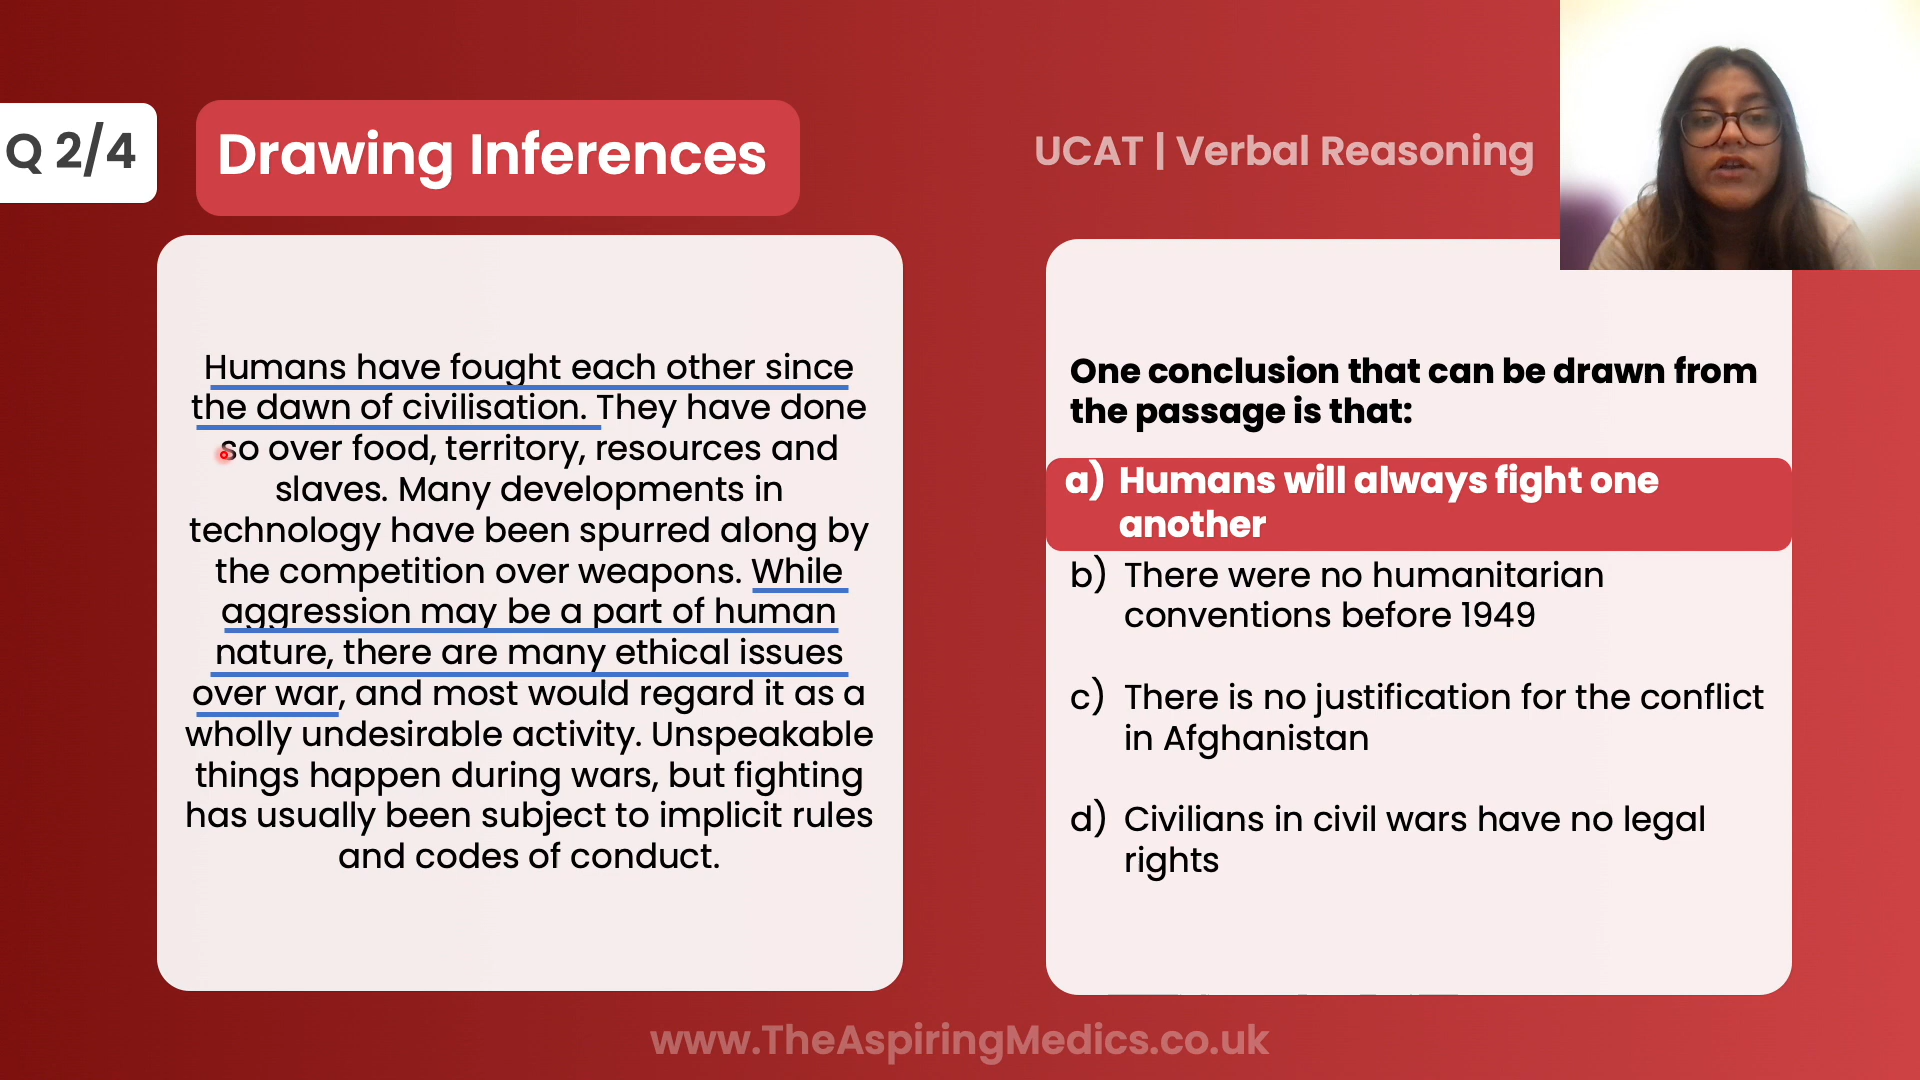 Q 2/4
Drawing Inferences
UCAT | Verbal Reasoning
Humans have fought each other since
the dawn of civilisation. They have done
so over food, territory, resources and
slaves. Many developments in
technology have been spurred along by
the competition over weapons. While
aggression may be a part of human
nature, there are many ethical issues
over war, and most would regard it as a
wholly undesirable activity. Unspeakable
things happen during wars, but fighting
has usually been subject to implicit rules
and codes of conduct.
One conclusion that can be drawn from
the passage is that:
a) Humans will always fight one
another
b) There were no humanitarian
conventions before 1949
c) There is no justification for the conflict
in Afghanistan
d) Civilians in civil wars have no legal
rights
www.TheAspiringMedics.co.uk